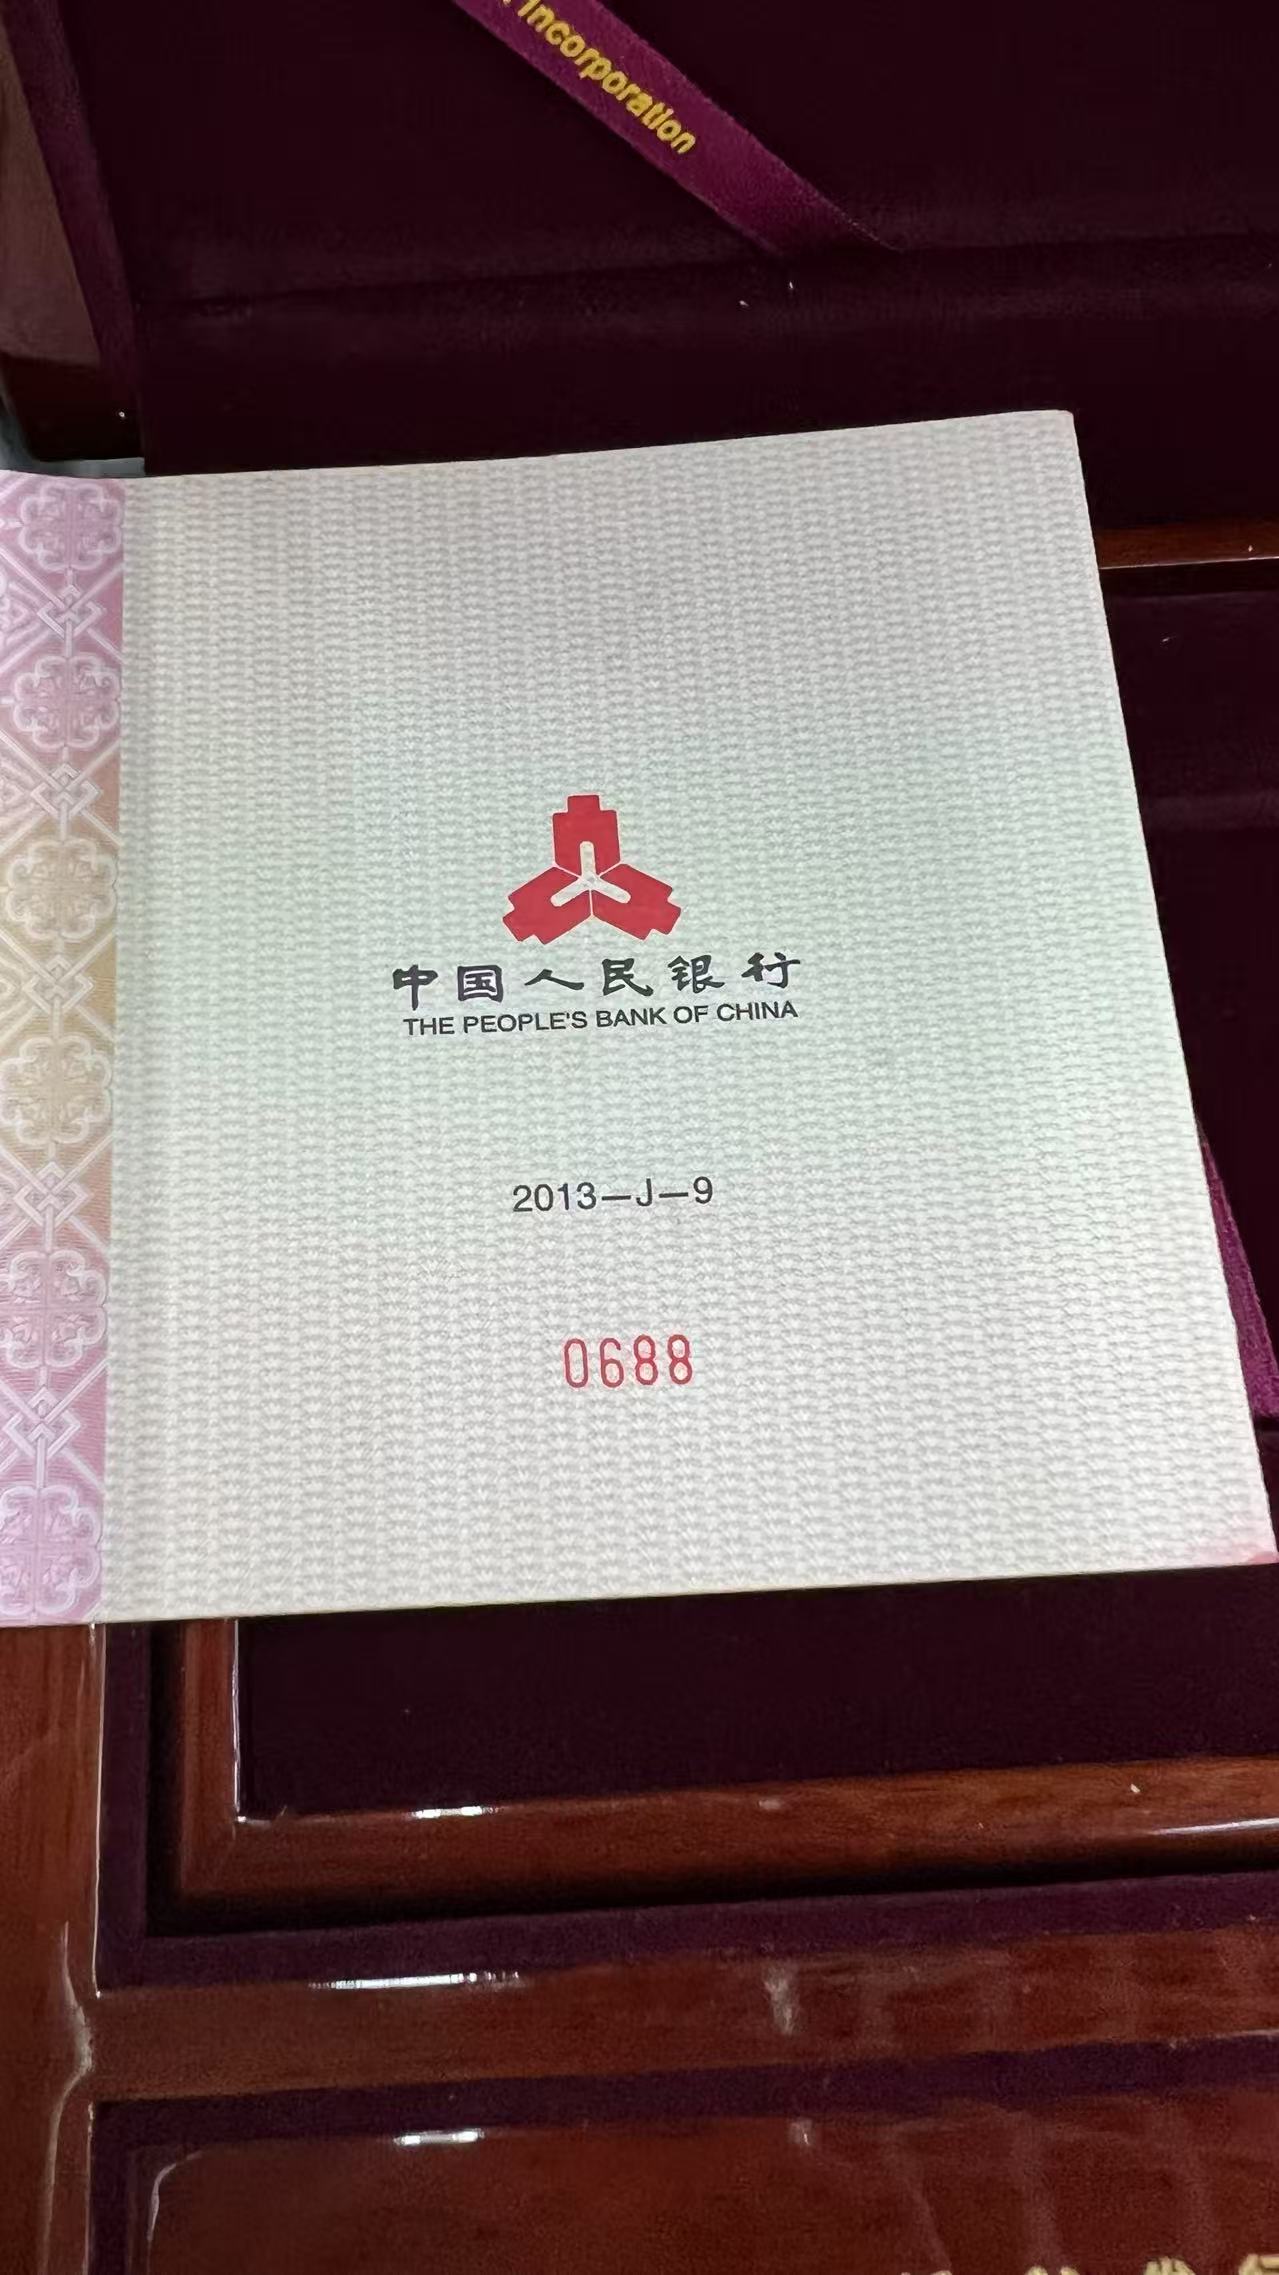 Incorporation
中国人民银行
THE PEOPLE'S BANK OF CHINA
2013—J—9
0688